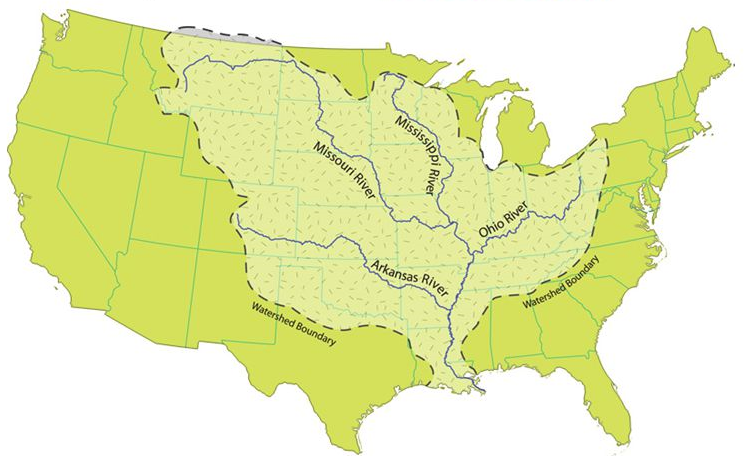 Mississippi River
Missouri River
Ohio River
Arkansas River
Watershed Boundary
Watershed Boundary